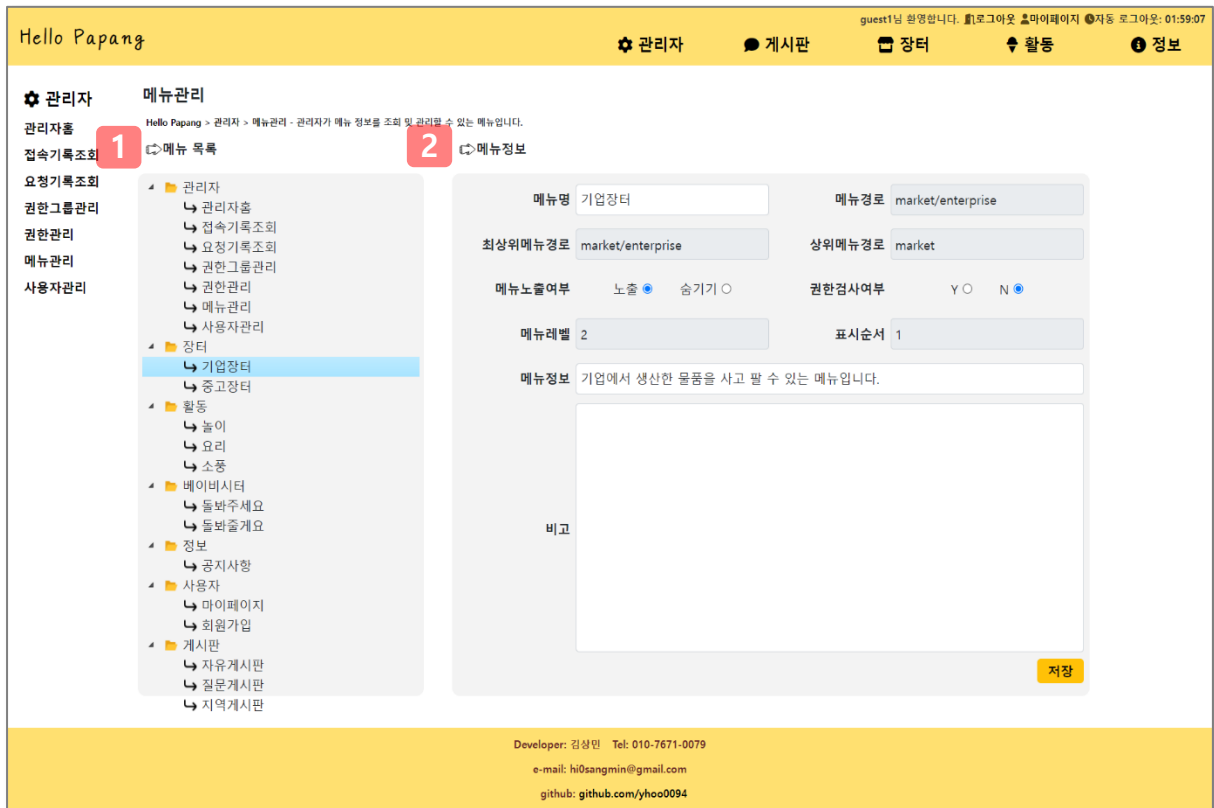 guest1님 환영합니다. 로그아웃 마이페이지 자동 로그아웃: 01:59:07
Hello Papang
관리자 게시판 장터 활동 정보
관리자
관리자홈
접속기록조회
요청기록조회
권한그룹관리
권한관리
메뉴관리
사용자관리
메뉴관리
Hello Papang > 관리자 > 메뉴관리 - 관리자가 메뉴 정보를 조회 및 관리할 수 있는 메뉴입니다.
1
메뉴 목록
관리자
관리자홈
접속기록조회
요청기록조회
권한그룹관리
권한관리
메뉴관리
사용자관리
장터
기업장터
중고장터
활동
놀이
요리
소풍
베이비시터
돌봐주세요
돌봐줄게요
정보
공지사항
사용자
마이페이지
회원가입
게시판
자유게시판
질문게시판
지역게시판
2
메뉴정보
메뉴명 기업장터 메뉴경로 market/enterprise
최상위메뉴경로 market/enterprise 상위메뉴경로 market
메뉴노출여부 노출 숨기기 권한검사여부 Y N
메뉴레벨 2 표시순서 1
메뉴정보 기업에서 생산한 물품을 사고 팔 수 있는 메뉴입니다.
비고
저장
Developer: 김상민 Tel: 010-7671-0079
e-mail: hi0sangmin@gmail.com
github: github.com/yhoo0094